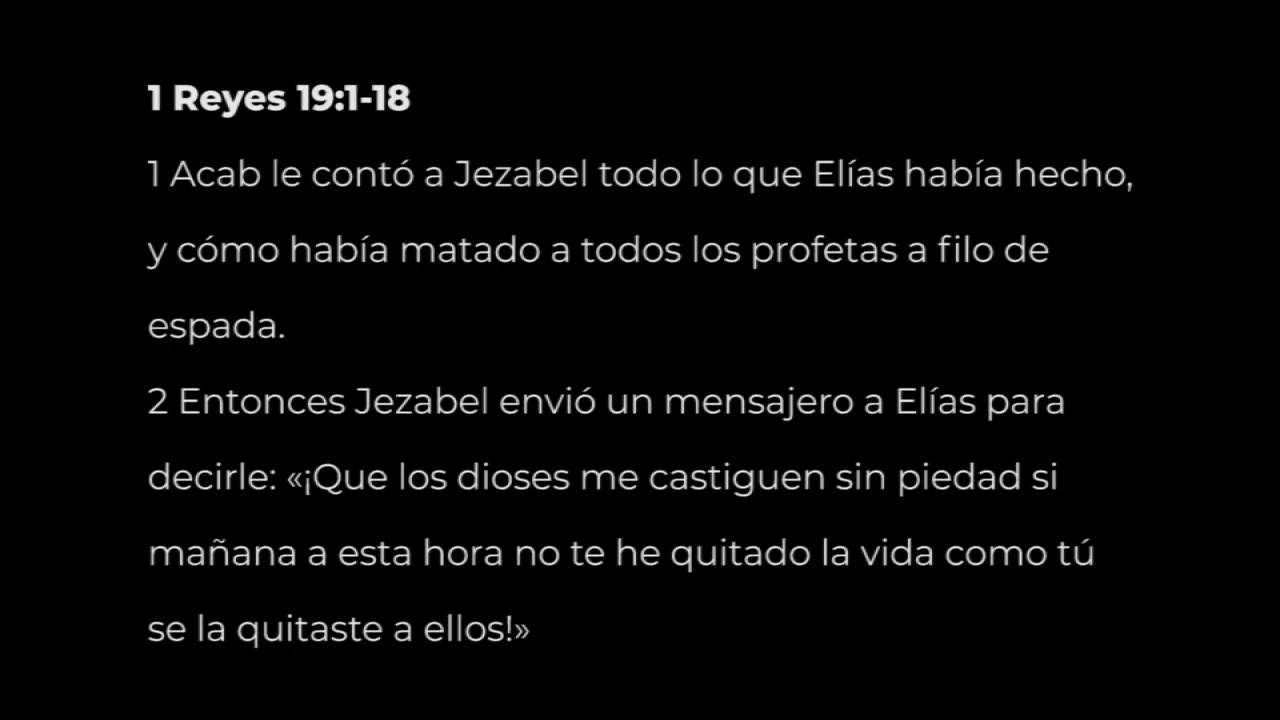 1 Reyes 19:1-18
1 Acab le contó a Jezabel todo lo que Elías había hecho,
y cómo había matado a todos los profetas a filo de
espada.
2 Entonces Jezabel envió un mensajero a Elías para
decirle: «¡Que los dioses me castiguen sin piedad si
mañana a esta hora no te he quitado la vida como tú
se la quitaste a ellos!»